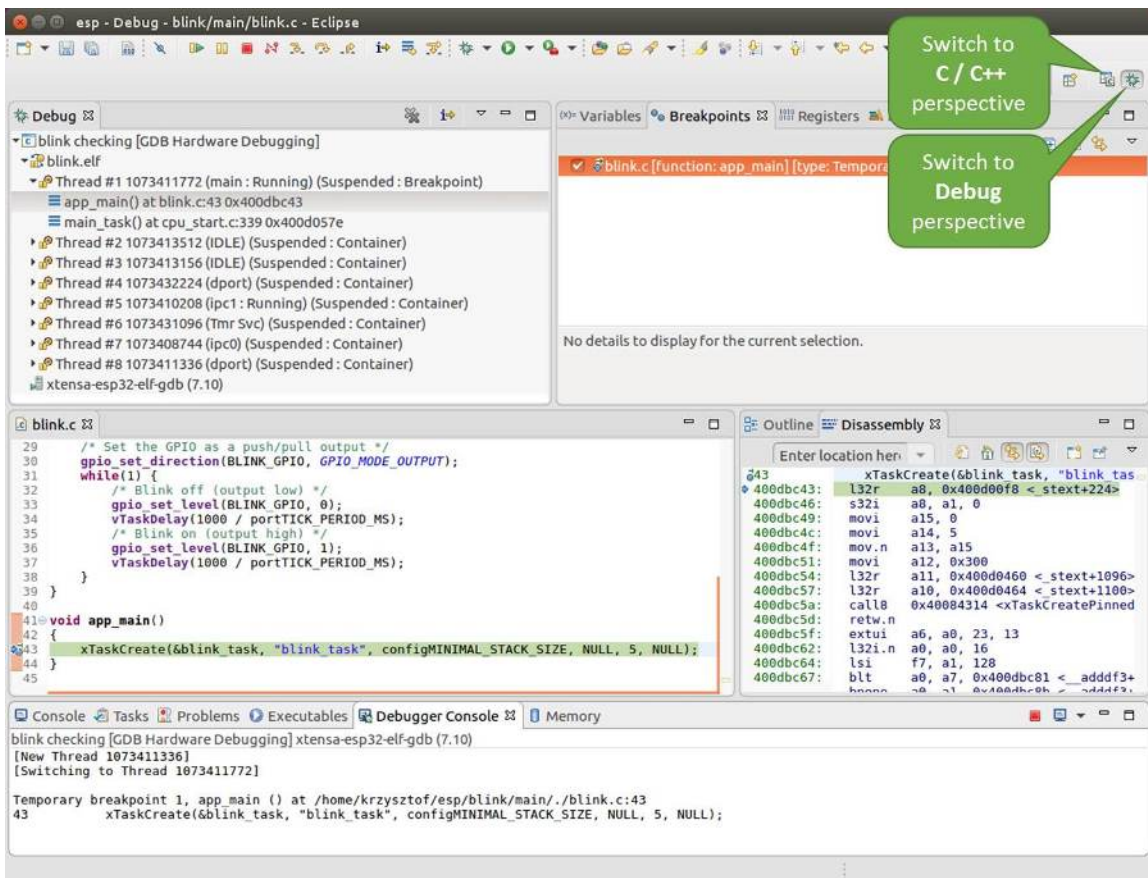 esp - Debug - blink/main/blink.c - Eclipse
Switch to
C / C++
perspective
Debug
Variables
Breakpoints
Registers
blink checking [GDB Hardware Debugging]
blink.elf
Thread #1 1073411772 (main : Running) (Suspended : Breakpoint)
app_main() at blink.c:43 0x400dbc43
main_task() at cpu_start.c:339 0x400d057e
Thread #2 1073413512 (IDLE) (Suspended : Container)
Thread #3 1073413156 (IDLE) (Suspended : Container)
Thread #4 1073432224 (dport) (Suspended : Container)
Thread #5 1073410208 (ipc1 : Running) (Suspended : Container)
Thread #6 1073431096 (Tmr Svc) (Suspended : Container)
Thread #7 1073408744 (ipc0) (Suspended : Container)
Thread #8 1073411336 (dport) (Suspended : Container)
xtensa-esp32-elf-gdb (7.10)
blink.c [function: app_main] [type: Tempora
Switch to
Debug
perspective
No details to display for the current selection.
blink.c
29 /* Set the GPIO as a push/pull output */
30 gpio_set_direction(BLINK_GPIO, GPIO_MODE_OUTPUT);
31 while(1) {
32 /* Blink off (output low) */
33 gpio_set_level(BLINK_GPIO, 0);
34 vTaskDelay(1000 / portTICK_PERIOD_MS);
35 /* Blink on (output high) */
36 gpio_set_level(BLINK_GPIO, 1);
37 vTaskDelay(1000 / portTICK_PERIOD_MS);
38 }
39 }
40
41 void app_main()
42 {
43 xTaskCreate(&blink_task, "blink_task", configMINIMAL_STACK_SIZE, NULL, 5, NULL);
44 }
45
Outline Disassembly
Enter location her
43 xTaskCreate(&blink_task, "blink_tas
400dbc43: l32r a8, 0x400d00f8 <_stext+224>
400dbc46: s32i a8, a1, 0
400dbc49: movi a15, 0
400dbc4c: movi a14, 5
400dbc4f: mov.n a13, a15
400dbc51: movi a12, 0x300
400dbc54: l32r a11, 0x400d0460 <_stext+1096>
400dbc57: l32r a10, 0x400d0464 <_stext+1100>
400dbc5a: call8 0x40084314 <xTaskCreatePinned
400dbc5d: retw.n
400dbc5f: extui a6, a0, 23, 13
400dbc62: l32i.n a0, a0, 16
400dbc64: lsi f7, a1, 128
400dbc67: blt a0, a7, 0x400dbc81 <__adddf3+
Console Tasks Problems Executables Debugger Console Memory
blink checking [GDB Hardware Debugging] xtensa-esp32-elf-gdb (7.10)
[New Thread 1073411336]
[Switching to Thread 1073411772]
Temporary breakpoint 1, app_main () at /home/krzysztof/esp/blink/main/./blink.c:43
43 xTaskCreate(&blink_task, "blink_task", configMINIMAL_STACK_SIZE, NULL, 5, NULL);